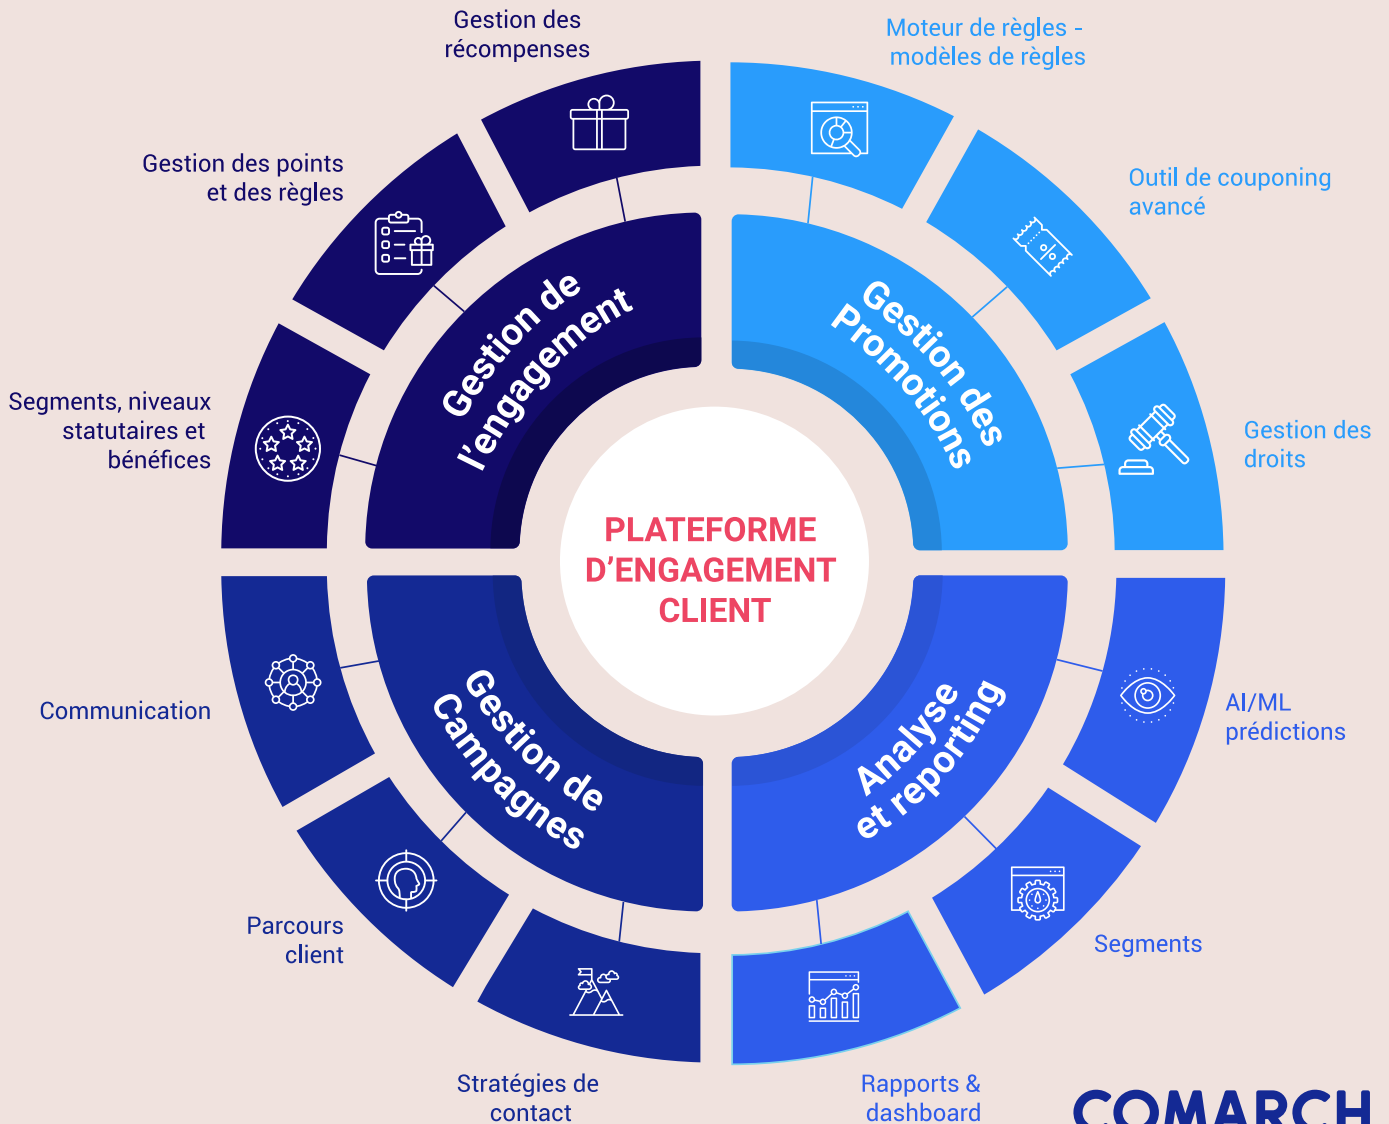 Gestion des
récompenses
Moteur de règles -
modèles de règles
Gestion des points
et des règles
Outil de couponing
avancé
Segments, niveaux
statutaires et
bénéfices
Gestion des
droits
Gestion de
l'engagement
Gestion des
Promotions
PLATEFORME
D'ENGAGEMENT
CLIENT
Gestion de
Campagnes
Analyse
et reporting
Communication
AI/ML
prédictions
Parcours
client
Segments
Stratégies de
contact
Rapports &
dashboard
COMARCH